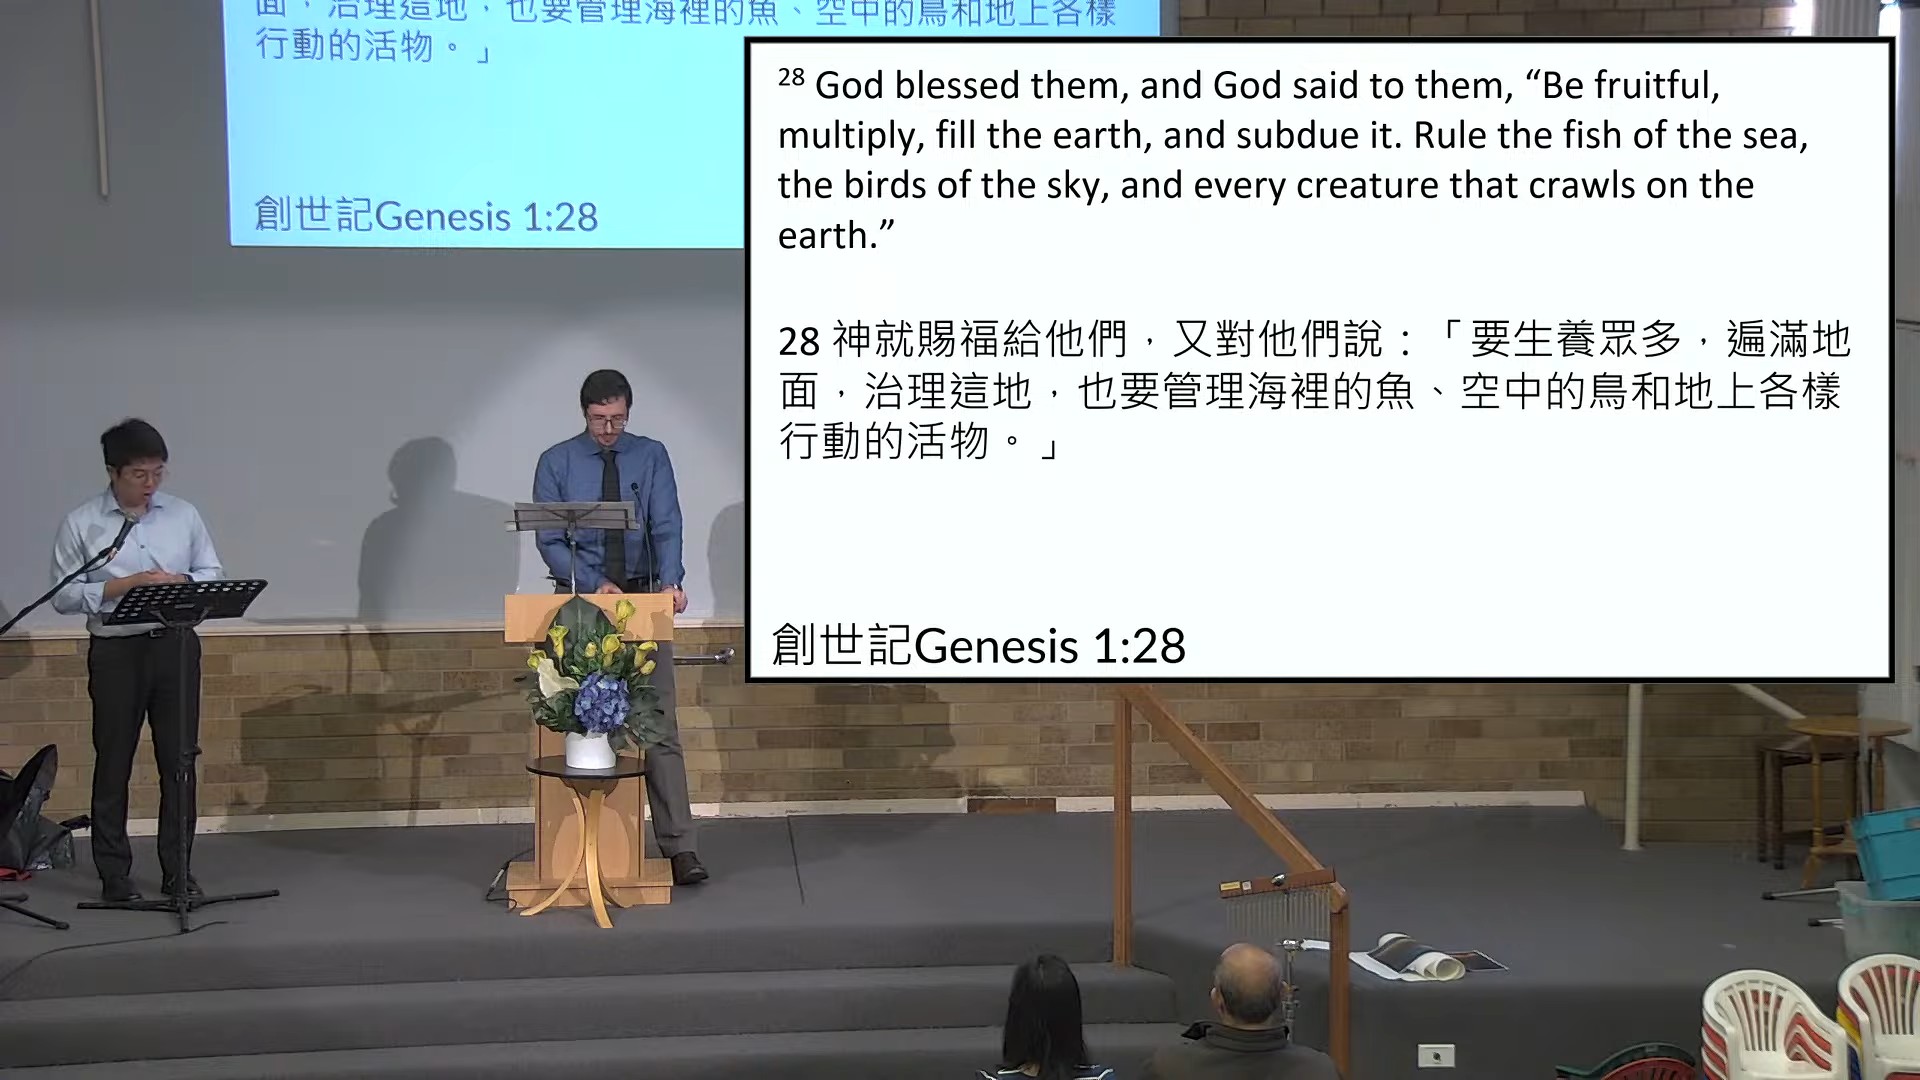 面，治理這地，也要管理海裡的魚、空中的鳥和地上各樣
行動的活物。」
創世記Genesis 1:28
28 God blessed them, and God said to them, “Be fruitful,
multiply, fill the earth, and subdue it. Rule the fish of the sea,
the birds of the sky, and every creature that crawls on the
earth.”
28 神就賜福給他們，又對他們說：「要生養眾多，遍滿地
面，治理這地，也要管理海裡的魚、空中的鳥和地上各樣
行動的活物。」
創世記Genesis 1:28